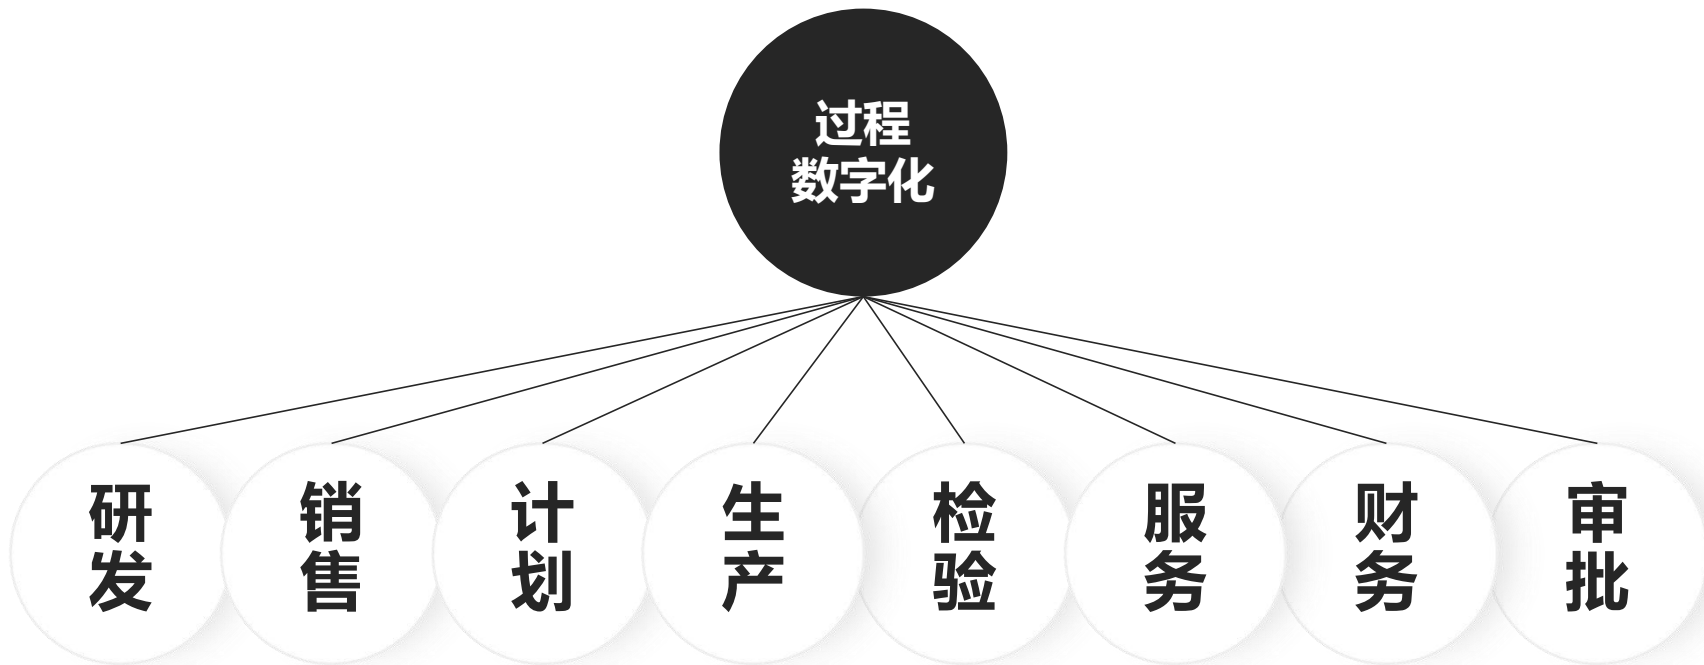 过程
数字化
研发
销售
计划
生产
检验
服务
财务
审批